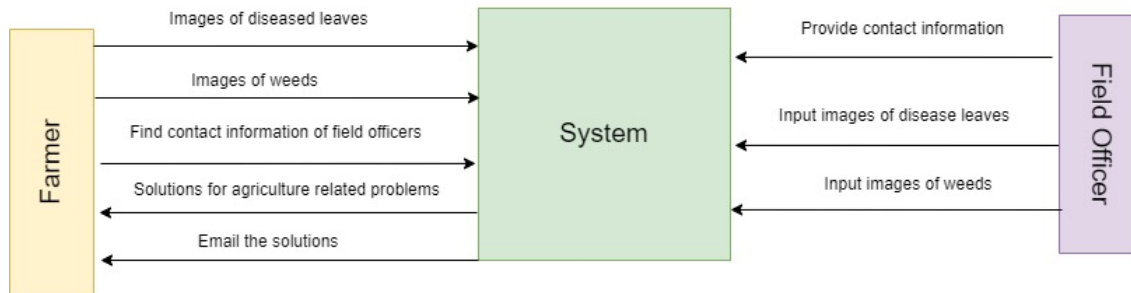 Farmer
Images of diseased leaves
Images of weeds
Find contact information of field officers
Solutions for agriculture related problems
Email the solutions
System
Provide contact information
Input images of disease leaves
Input images of weeds
Field Officer